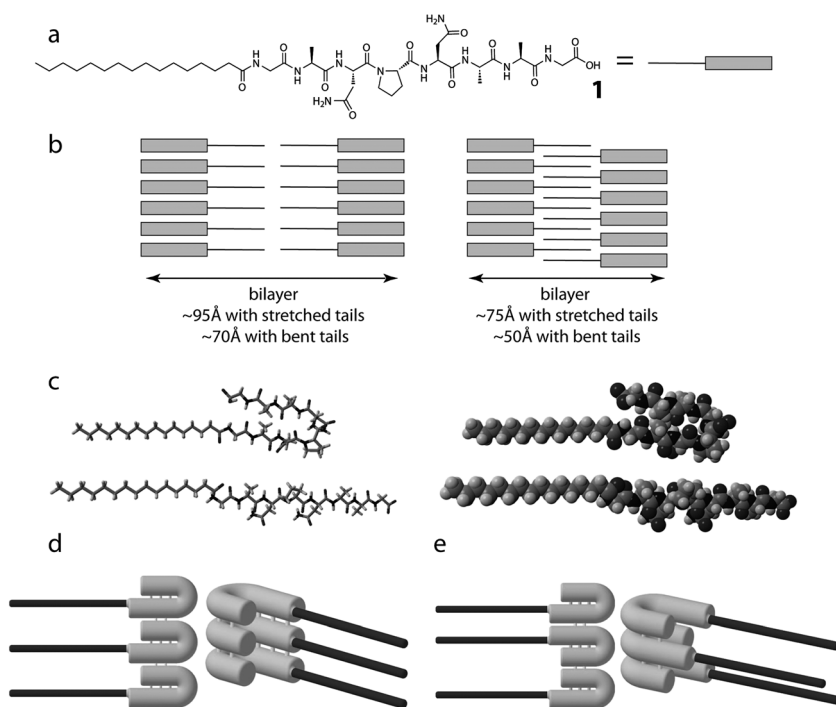 a
O
H
N
O
N
H
O
H
N
O
N
O
N
H
H₂N
O
O
H
N
O
N
H
O
H
N
O
OH
H₂N
O
1
=
b
bilayer
~95Å with stretched tails
~70Å with bent tails
bilayer
~75Å with stretched tails
~50Å with bent tails
c
d
e